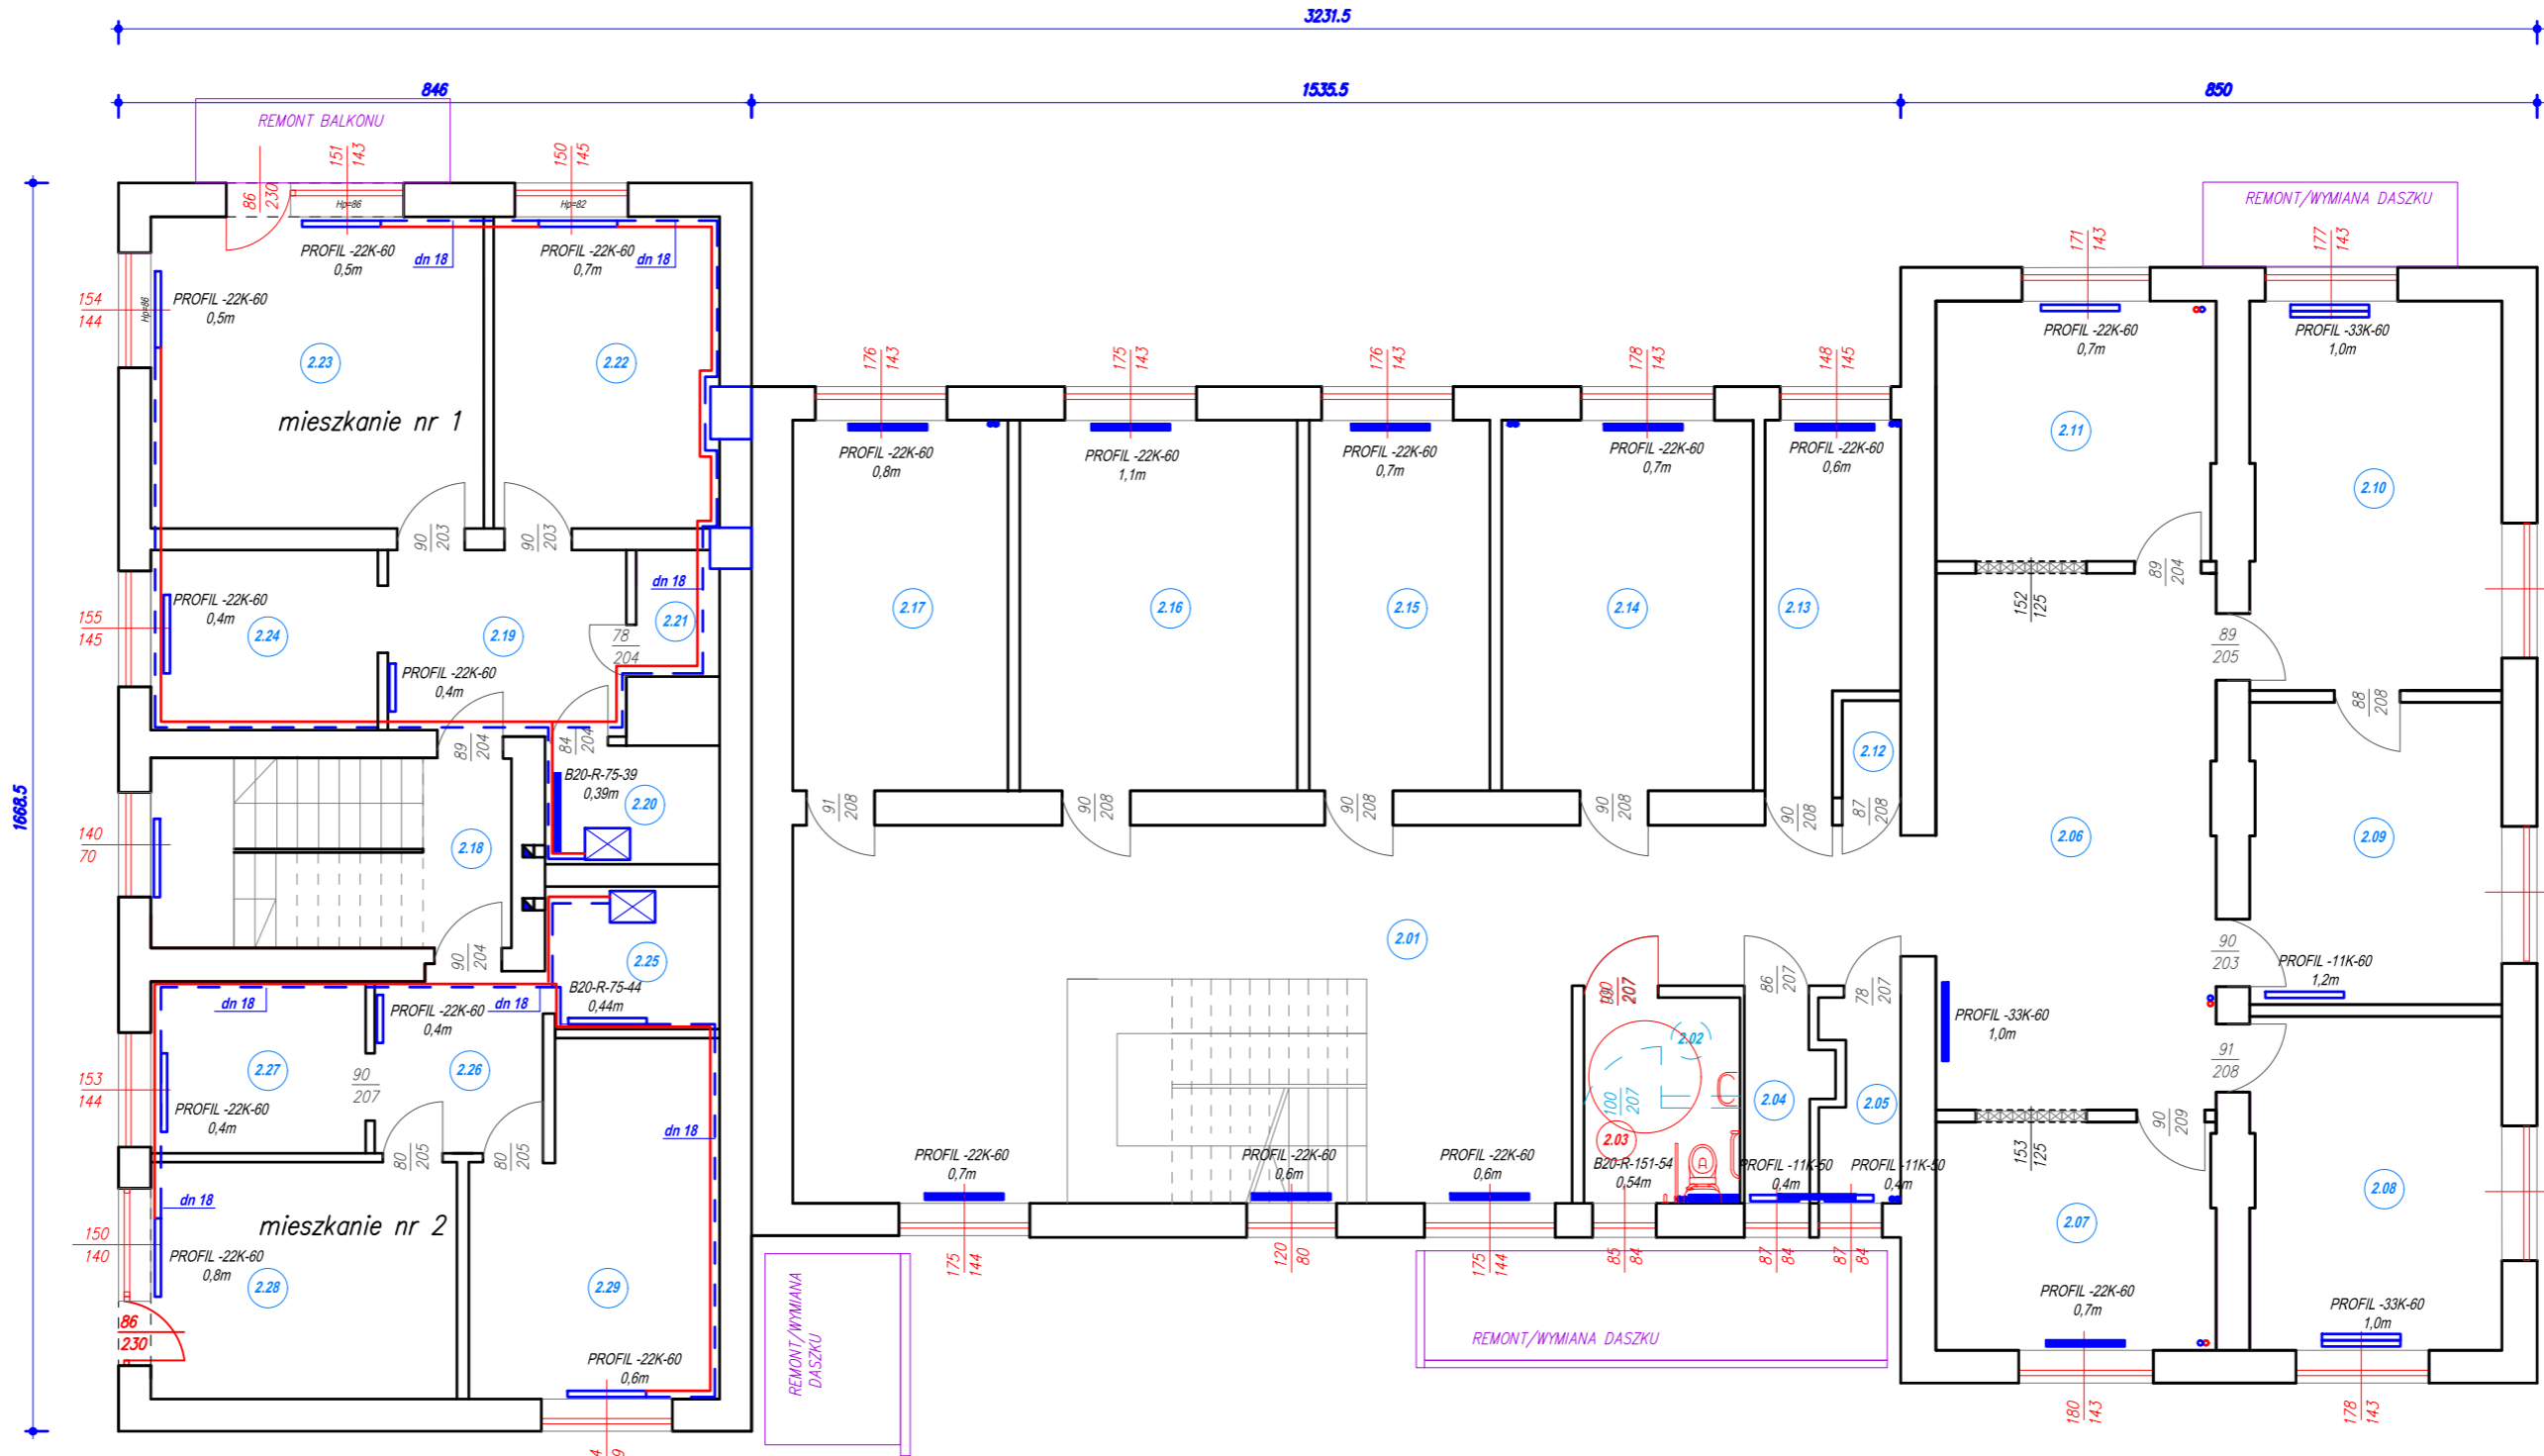 3231.5
846
1535.5
850
REMONT BALKONU
151
143
150
145
86
230
Hp=86
Hp=82
PROFIL -22K-60
0,5m
dn 18
PROFIL -22K-60
0,7m
dn 18
154
144
Hp=86
PROFIL -22K-60
0,5m
2.23
2.22
mieszkanie nr 1
REMONT/WYMIANA DASZKU
171
143
177
143
PROFIL -22K-60
0,7m
PROFIL -33K-60
1,0m
176
143
175
143
176
143
178
143
148
145
PROFIL -22K-60
0,8m
PROFIL -22K-60
1,1m
PROFIL -22K-60
0,7m
PROFIL -22K-60
0,7m
PROFIL -22K-60
0,6m
2.11
2.10
90
203
90
203
dn 18
155
145
PROFIL -22K-60
0,4m
2.24
2.19
2.21
78
204
PROFIL -22K-60
0,4m
2.17
2.16
2.15
2.14
2.13
152
125
89
204
89
205
88
208
89
204
84
204
B20-R-75-39
0,39m
2.20
2.12
1668.5
140
70
2.18
91
208
90
208
90
208
90
208
90
208
87
208
2.06
2.09
90
204
2.25
2.01
90
203
PROFIL -11K-60
1,2m
B20-R-75-44
0,44m
dn 18
PROFIL -22K-60
0,4m
dn 18
207
86
207
78
207
PROFIL -33K-60
1,0m
2.02
91
208
153
144
2.27
90
207
2.26
PROFIL -22K-60
0,4m
dn 18
100
207
2.04
2.05
2.03
153
125
90
209
80
205
80
205
PROFIL -22K-60
0,7m
PROFIL -22K-60
0,6m
PROFIL -22K-60
0,6m
B20-R-151-54
0,54m
PROFIL -11K-50
0,4m
PROFIL -11K-50
0,4m
dn 18
mieszkanie nr 2
2.07
2.08
150
140
PROFIL -22K-60
0,8m
2.28
2.29
175
144
120
80
175
144
85
84
87
84
87
84
86
230
REMONT/WYMIANA
DASZKU
REMONT/WYMIANA DASZKU
PROFIL -22K-60
0,7m
PROFIL -33K-60
1,0m
PROFIL -22K-60
0,6m
180
143
178
143